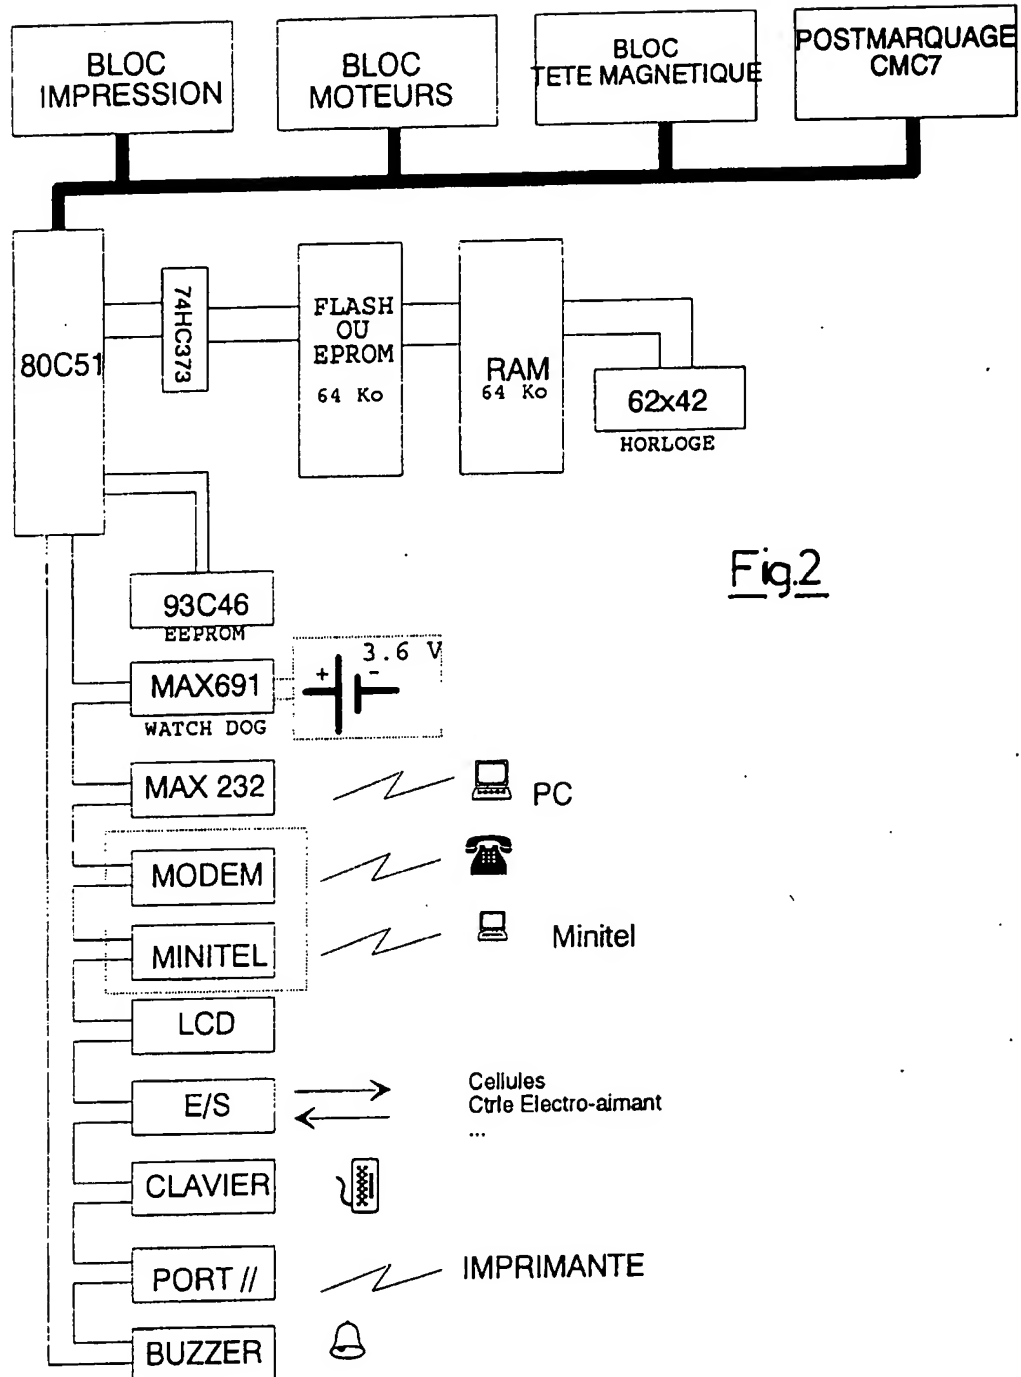 BLOC
IMPRESSION
BLOC
MOTEURS
BLOC
TETE MAGNETIQUE
POSTMARQUAGE
CMC7
80C51
74HC373
FLASH
OU
EPROM
64 Ko
RAM
64 Ko
62x42
HORLOGE
93C46
EEPROM
MAX691
WATCH DOG
+ -
3.6 V
MAX 232
PC
MODEM
MINITEL
Minitel
LCD
E/S
Cellules
Ctrle Electro-aimant
...
CLAVIER
PORT //
IMPRIMANTE
BUZZER
Fig.2